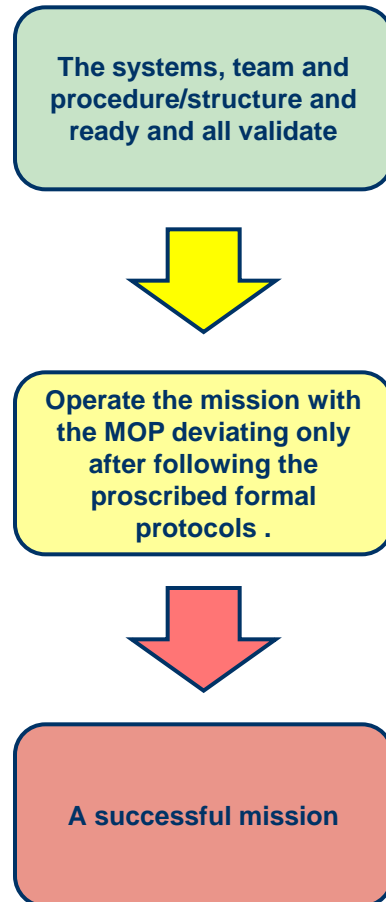 The systems, team and
procedure/structure and
ready and all validate
Operate the mission with
the MOP deviating only
after following the
proscribed formal
protocols .
A successful mission